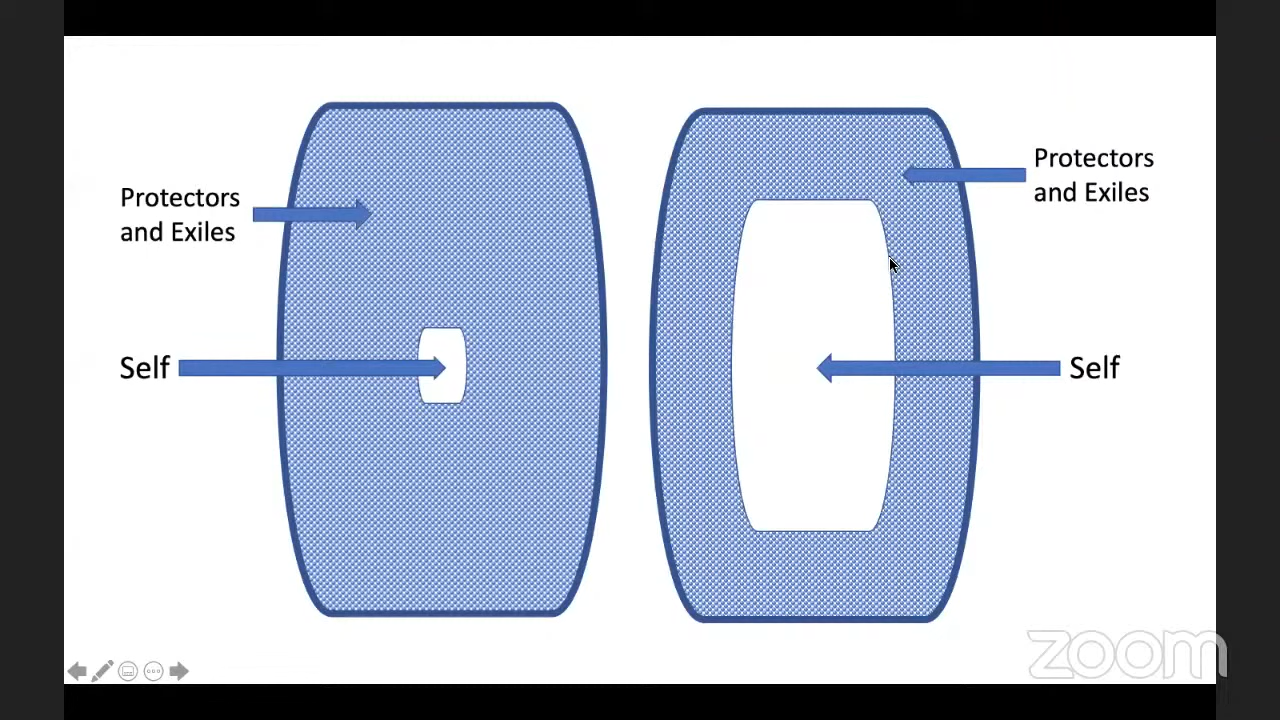 Protectors
and Exiles
Self
Protectors
and Exiles
Self
zoom